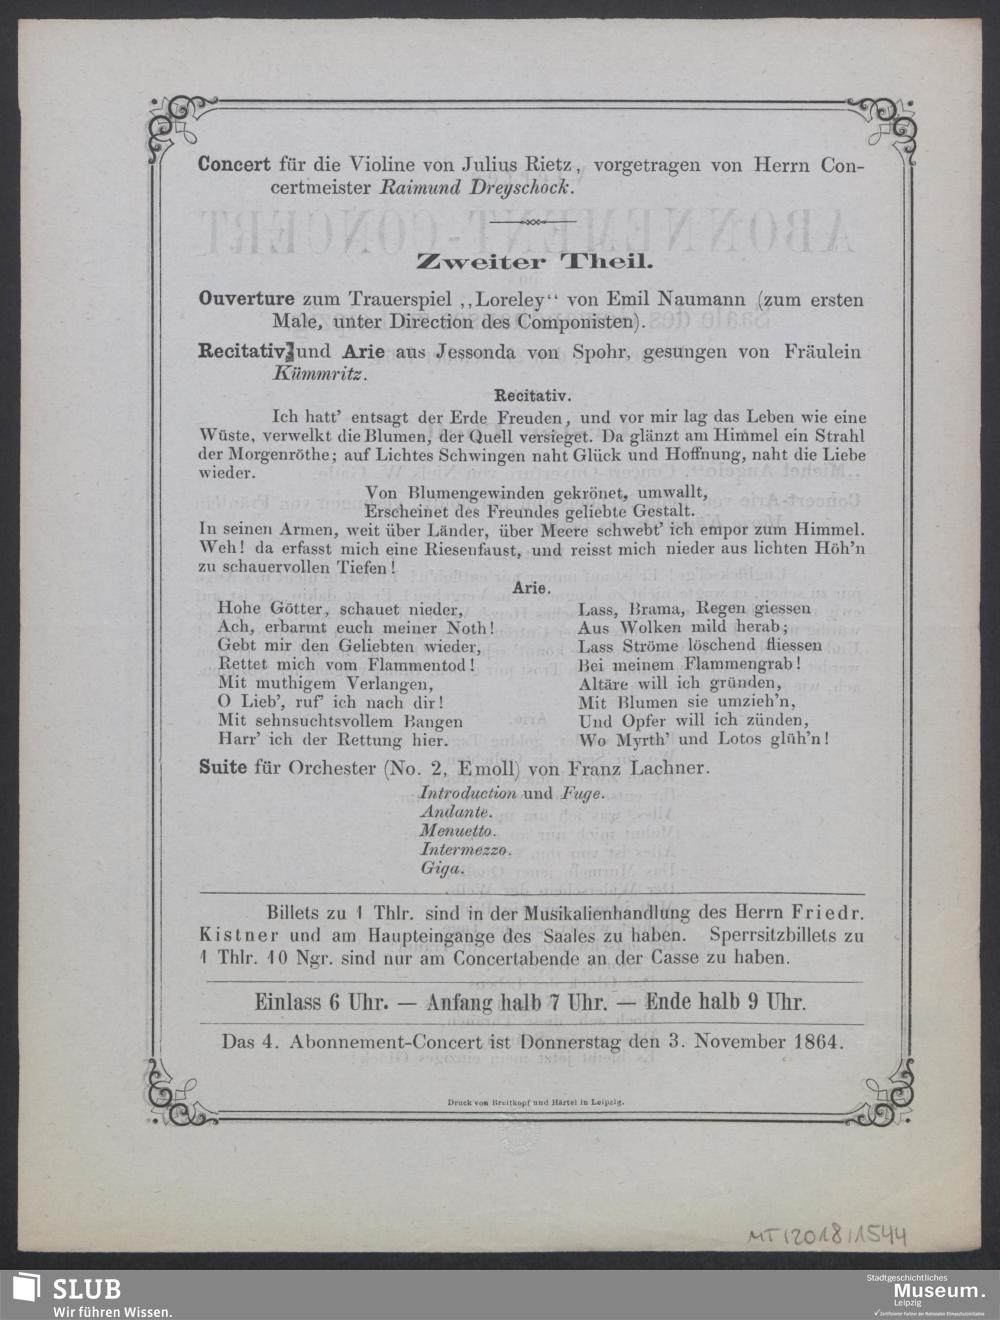 Concert für die Violine von Julius Rietz, vorgetragen von Herrn Con-
certmeister Raimund Dreyschock.
Zweiter Theil.
Ouverture zum Trauerspiel ,,Loreley‘‘ von Emil Naumann (zum ersten
Male, unter Direction des Componisten).
Recitativ und Arie aus Jessonda von Spohr, gesungen von Fräulein
Kümmritz.
Recitativ.
Ich hatt’ entsagt der Erde Freuden, und vor mir lag das Leben wie eine
Wüste, verwelkt die Blumen, der Quell versieget. Da glänzt am Himmel ein Strahl
der Morgenröthe; auf Lichtes Schwingen naht Glück und Hoffnung, naht die Liebe
wieder.
Von Blumengewinden gekrönet, umwallt,
Erscheinet des Freundes geliebte Gestalt.
In seinen Armen, weit über Länder, über Meere schwebt’ ich empor zum Himmel.
Weh! da erfasst mich eine Riesenfaust, und reisst mich nieder aus lichten Höh’n
zu schauervollen Tiefen!
Arie.
Hohe Götter, schauet nieder,
Ach, erbarmt euch meiner Noth!
Gebt mir den Geliebten wieder,
Rettet mich vom Flammentod!
Mit muthigem Verlangen,
O Lieb’, ruf’ ich nach dir!
Mit sehnsuchtsvollem Bangen
Harr’ ich der Rettung hier.
Lass, Brama, Regen giessen
Aus Wolken mild herab;
Lass Ströme löschend fliessen
Bei meinem Flammengrab!
Altäre will ich gründen,
Mit Blumen sie umzieh’n,
Und Opfer will ich zünden,
Wo Myrth’ und Lotos glüh’n!
Suite für Orchester (No. 2, Emoll) von Franz Lachner.
Introduction und Fuge.
Andante.
Menuetto.
Intermezzo.
Giga.
Billets zu 1 Thlr. sind in der Musikalienhandlung des Herrn Friedr.
Kistner und am Haupteingange des Saales zu haben. Sperrsitzbillets zu
1 Thlr. 10 Ngr. sind nur am Concertabende an der Casse zu haben.
Einlass 6 Uhr. — Anfang halb 7 Uhr. — Ende halb 9 Uhr.
Das 4. Abonnement-Concert ist Donnerstag den 3. November 1864.
Druck von Breitkopf und Härtel in Leipzig.
MT/2018/1544
SLUB
Wir führen Wissen.
Stadtgeschichtliches
Museum.
Leipzig
Zertifizierter Partner der Nationalen Klimaschutzinitiative